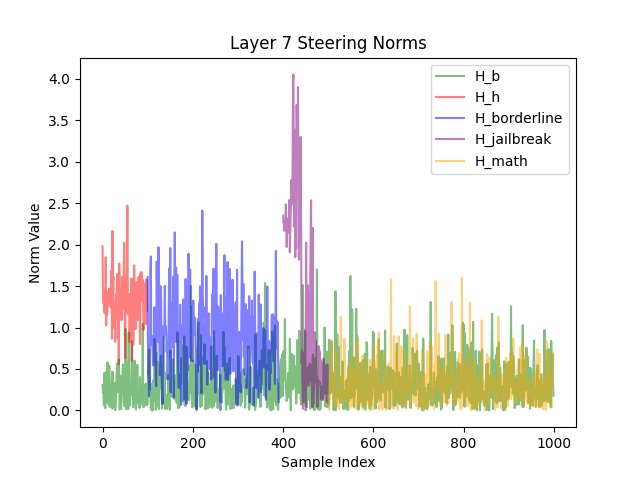 Layer 7 Steering Norms
H_b
H_h
H_borderline
H_jailbreak
H_math
Norm Value
4.0
3.5
3.0
2.5
2.0
1.5
1.0
0.5
0.0
0
200
400
600
800
1000
Sample Index